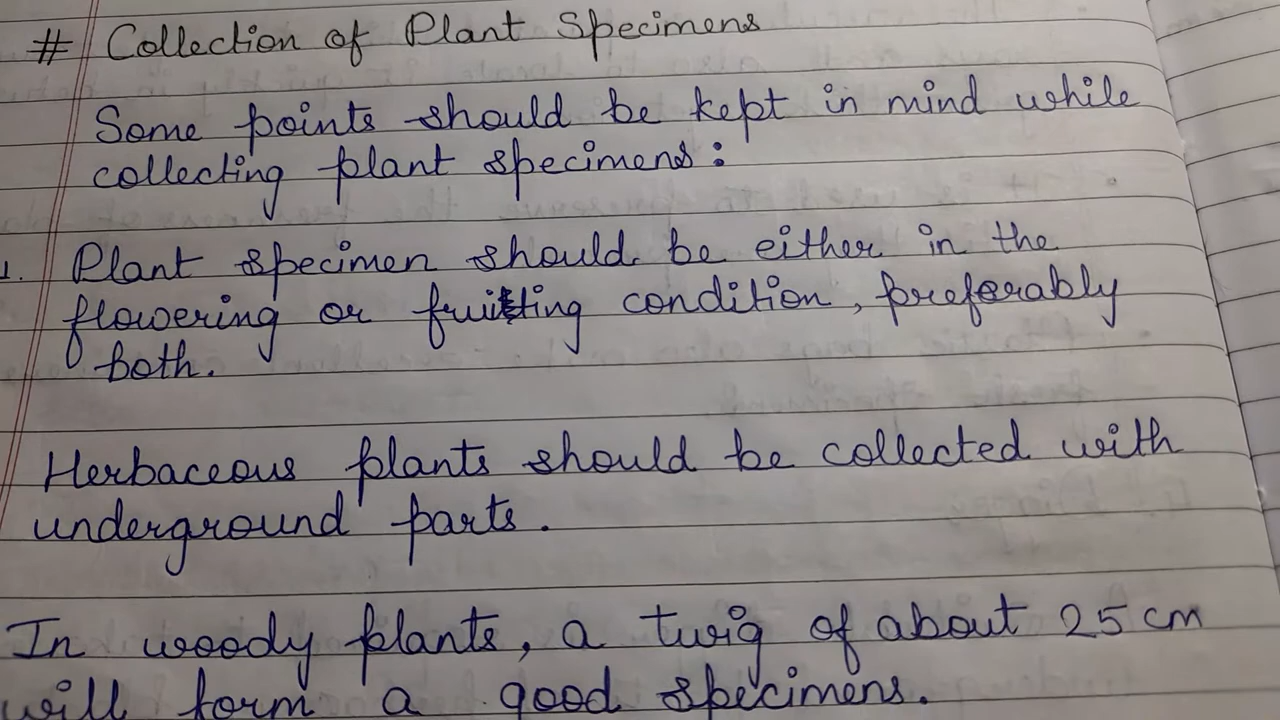 # Collection of Plant Specimens
Some points should be kept in mind while
collecting plant specimens:
1. Plant specimen should be either in the
flowering or fruiting condition, preferably
both.
Herbaceous plants should be collected with
underground parts.
In woody plants, a twig of about 25 cm
will form a good specimens.